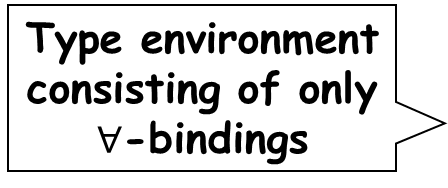 Type environment
consisting of only
∀-bindings